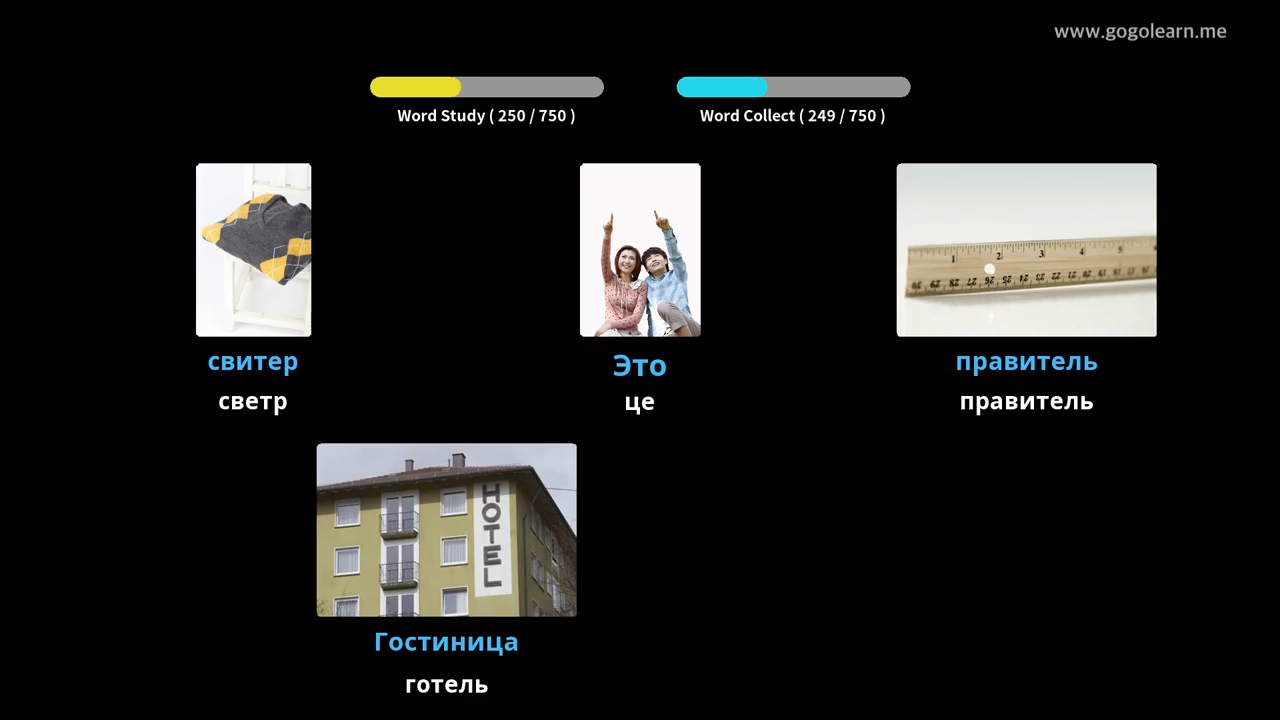 www.gogolearn.me
Word Study ( 250 / 750 )
Word Collect ( 249 / 750 )
свитер
светр
Это
це
правитель
правитель
HOTEL
Гостиница
готель